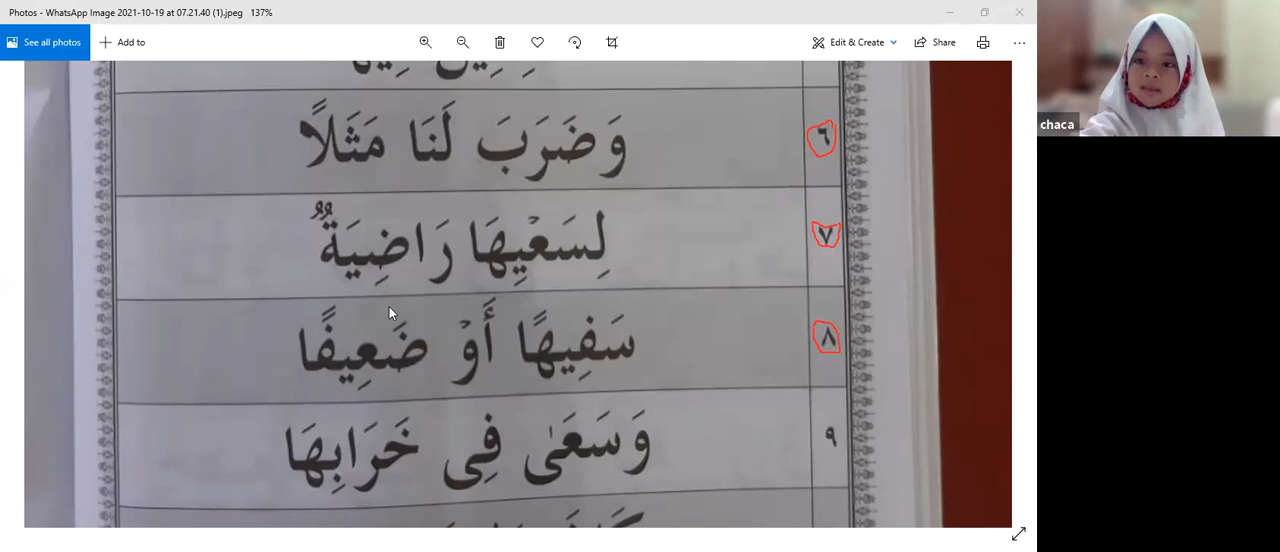 Photos - WhatsApp Image 2021-10-19 at 07.21.40 (1).jpeg 137%
See all photos
Add to
Edit & Create
Share
chaca
٦ وَضَرَبَ لَنَا مَثَلًا
٧ لِسَعْيِهَا رَاضِيَةٌ
٨ سَفِيهًا أَوْ ضَعِيفًا
٩ وَسَعَىٰ فِى خَرَابِهَا